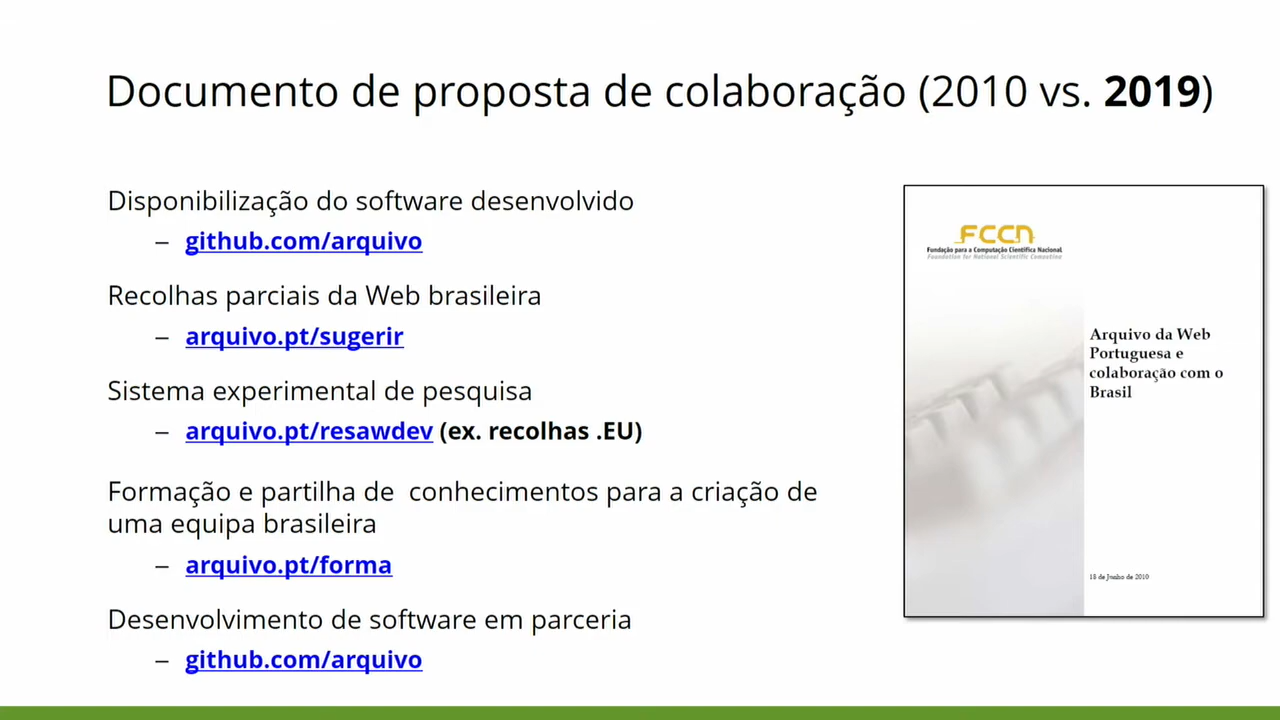 Documento de proposta de colaboração (2010 vs. 2019)
Disponibilização do software desenvolvido
– github.com/arquivo
Recolhas parciais da Web brasileira
– arquivo.pt/sugerir
Sistema experimental de pesquisa
– arquivo.pt/resawdev (ex. recolhas .EU)
Formação e partilha de conhecimentos para a criação de
uma equipa brasileira
– arquivo.pt/forma
Desenvolvimento de software em parceria
– github.com/arquivo
FCCN
Fundação para a Computação Científica Nacional
Foundation for National Scientific Computing
Arquivo da Web
Portuguesa e
colaboração com o
Brasil
18 de Junho de 2010